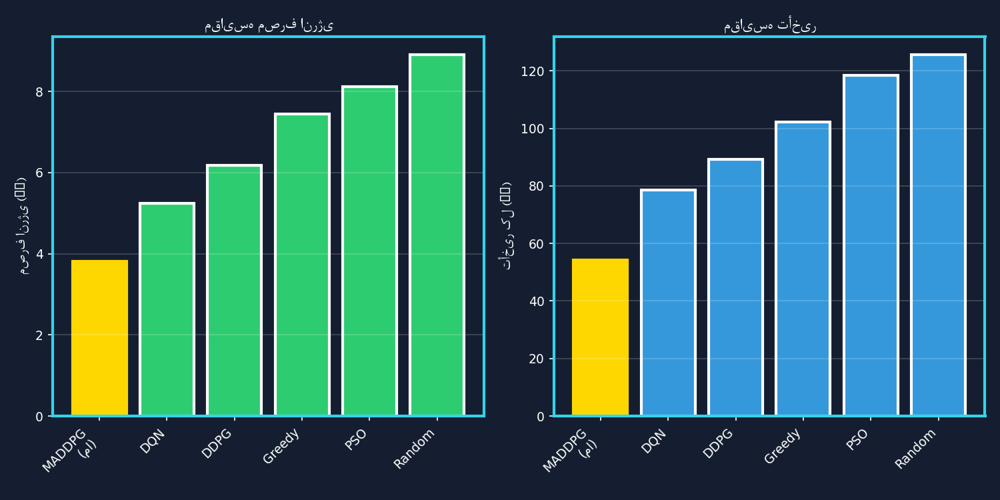 مقایسه مصرف انرژی
مصرف انرژی
8
6
4
2
0
MADDPG
(ما)
DQN
DDPG
Greedy
PSO
Random
مقایسه تأخیر
تأخیر کل
120
100
80
60
40
20
0
MADDPG
(ما)
DQN
DDPG
Greedy
PSO
Random